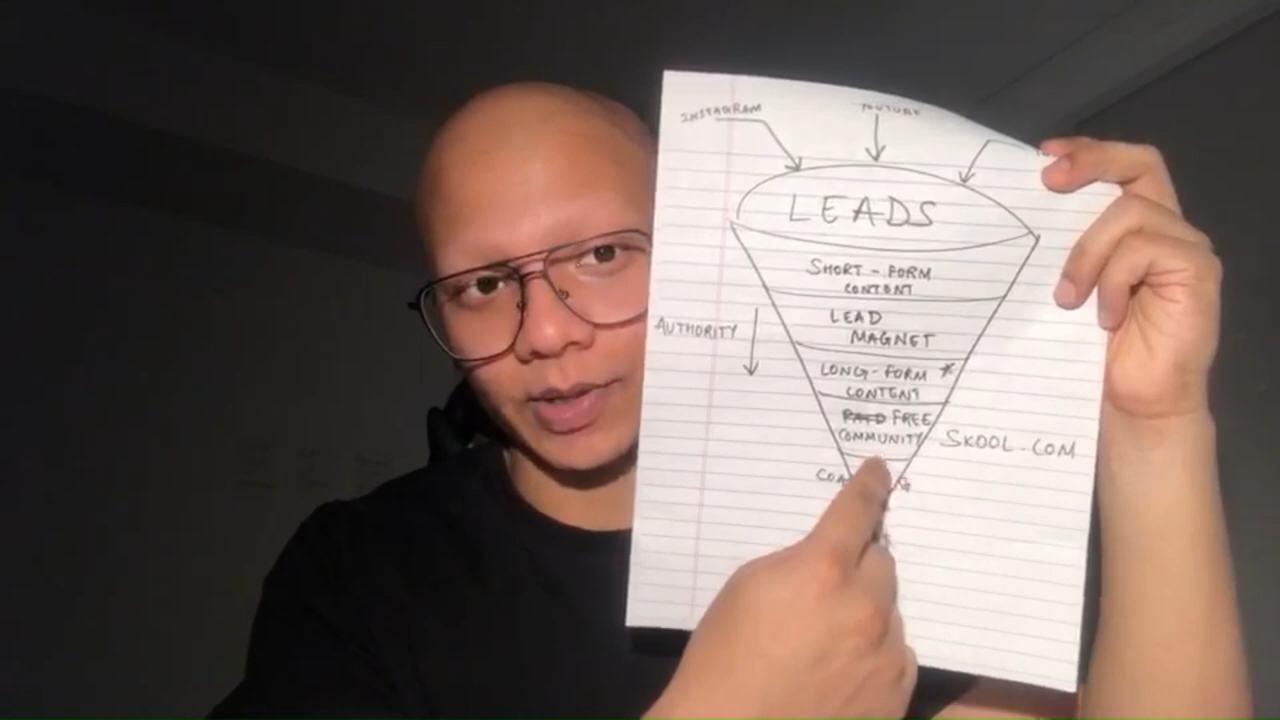 INSTAGRAM
YOUTUBE
LEADS
SHORT - FORM
CONTENT
LEAD
MAGNET
AUTHORITY
LONG-FORM *
CONTENT
PAID FREE
COMMUNITY
SKOOL.COM